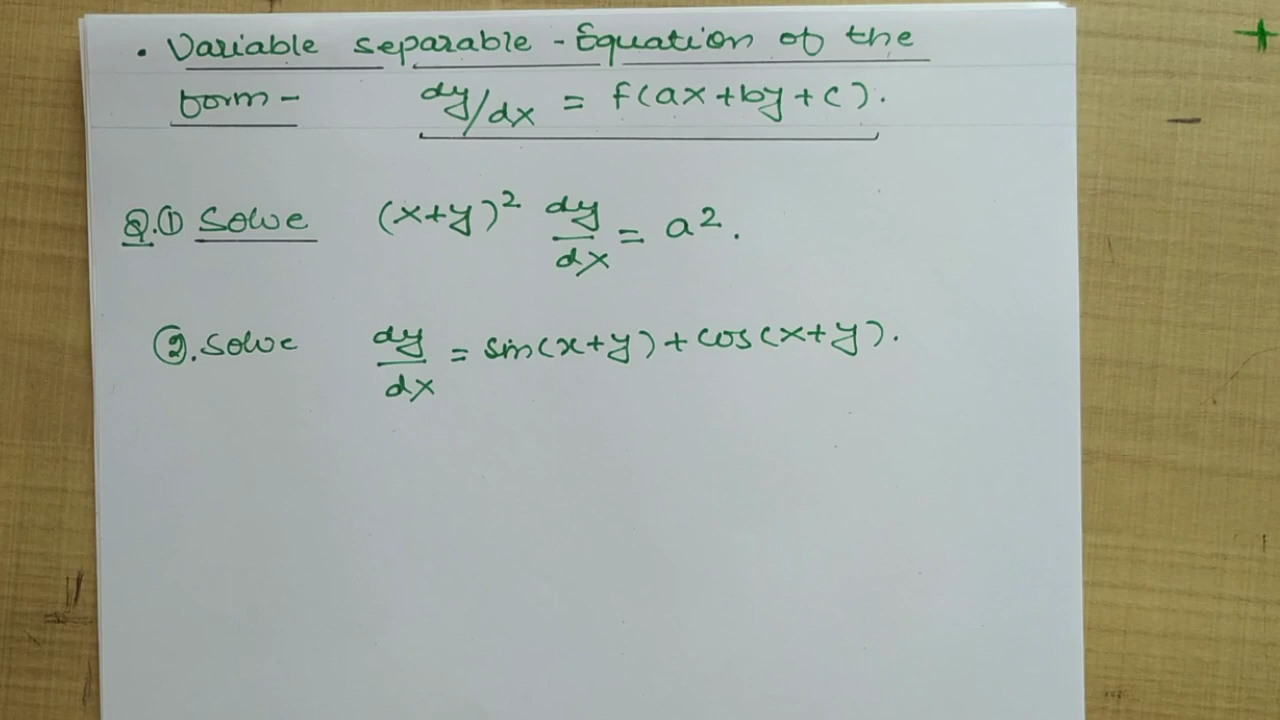 • Variable separable - Equation of the
form - dy/dx = f(ax+by+c).
Q.① Solve (x+y)² dy/dx = a².
②. Solve dy/dx = sin(x+y)+cos(x+y).